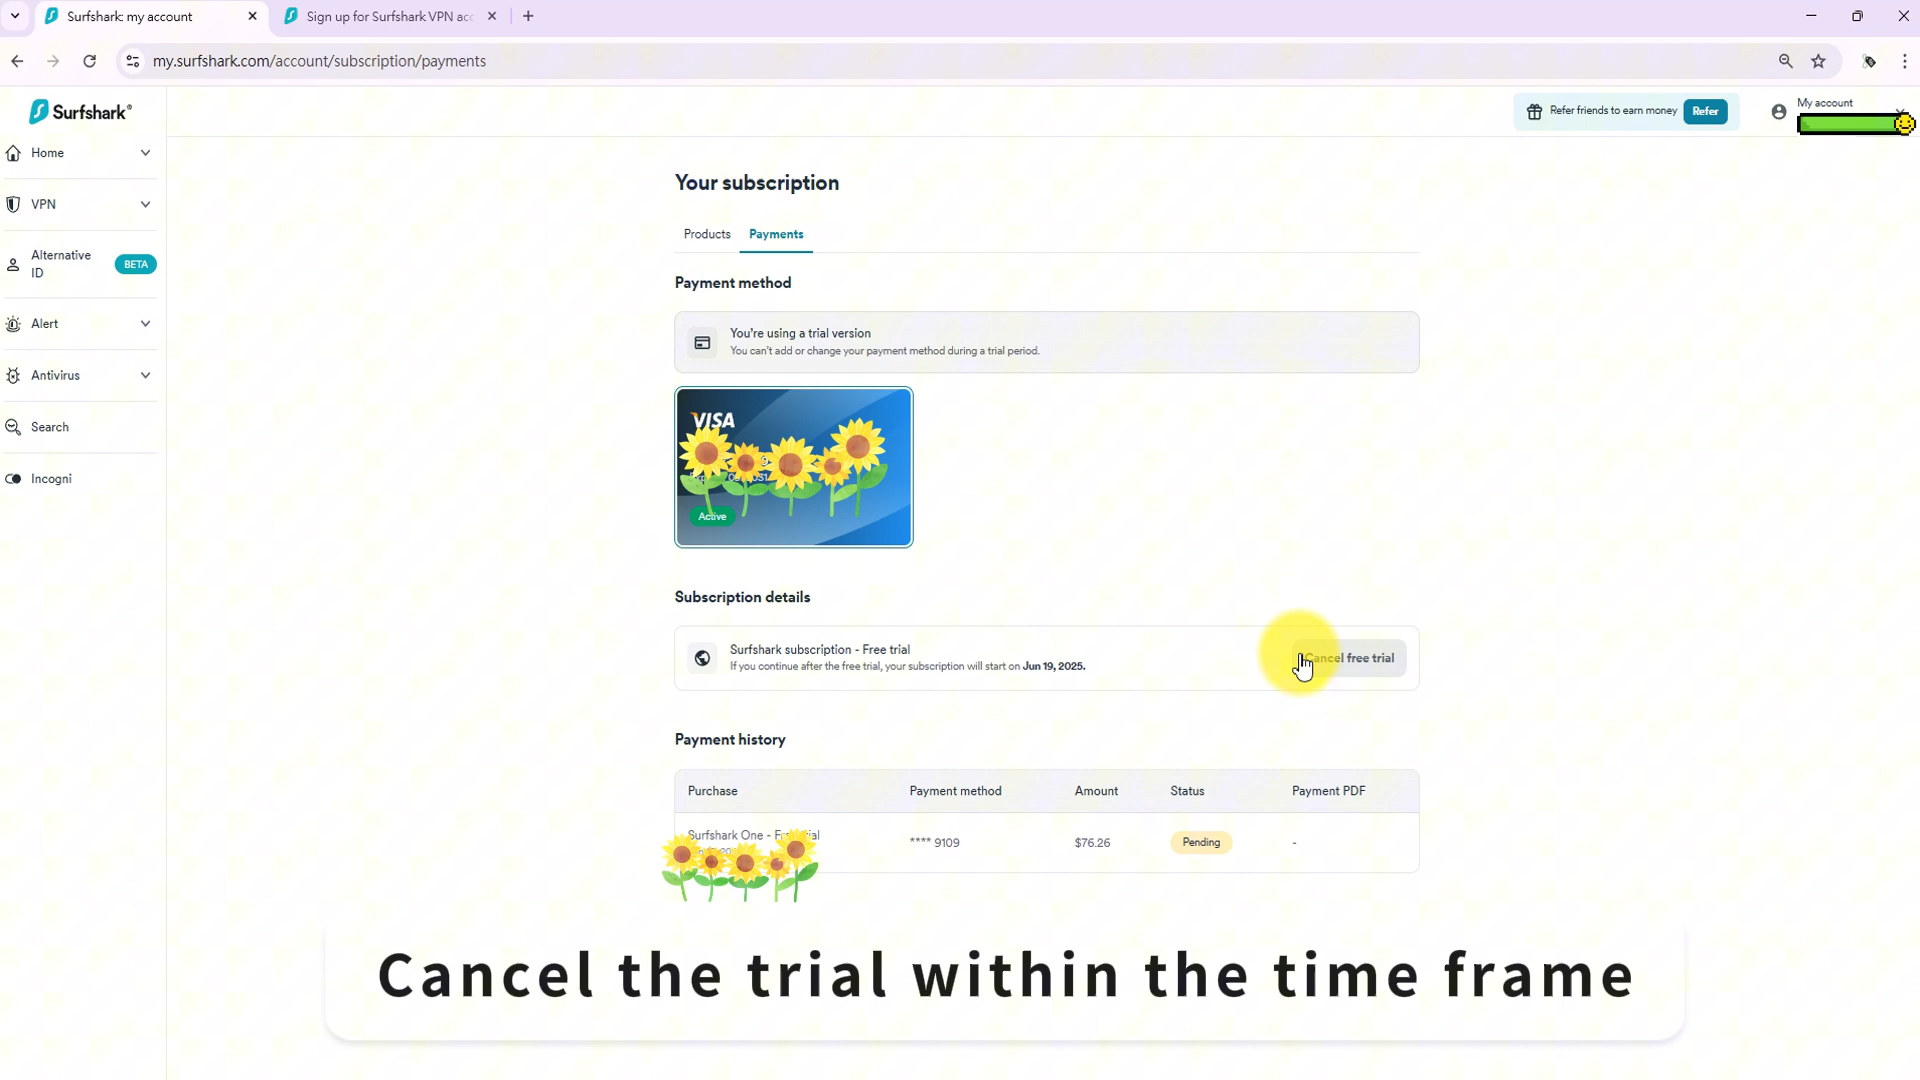 Surfshark: my account
Sign up for Surfshark VPN acc
my.surfshark.com/account/subscription/payments
Surfshark®
Refer friends to earn money
Refer
My account
Home
VPN
Alternative ID
BETA
Alert
Antivirus
Search
Incogni
Your subscription
Products
Payments
Payment method
You're using a trial version
You can't add or change your payment method during a trial period.
VISA
Active
Subscription details
Surfshark subscription - Free trial
If you continue after the free trial, your subscription will start on Jun 19, 2025.
Cancel free trial
Payment history
Purchase Payment method Amount Status Payment PDF
Surfshark One - Free trial
**** 9109 $76.26 Pending -
Cancel the trial within the time frame